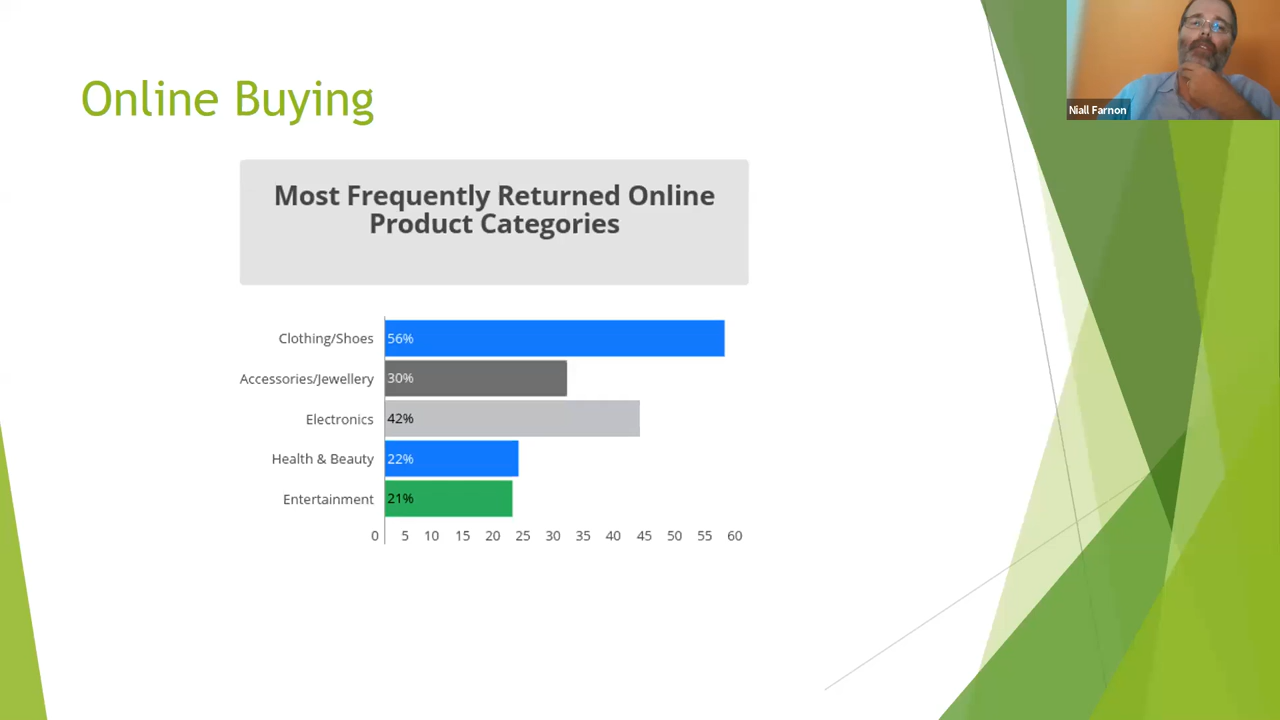 Online Buying
Niall Farnon
Most Frequently Returned Online
Product Categories
Clothing/Shoes 56%
Accessories/Jewellery 30%
Electronics 42%
Health & Beauty 22%
Entertainment 21%
0 5 10 15 20 25 30 35 40 45 50 55 60